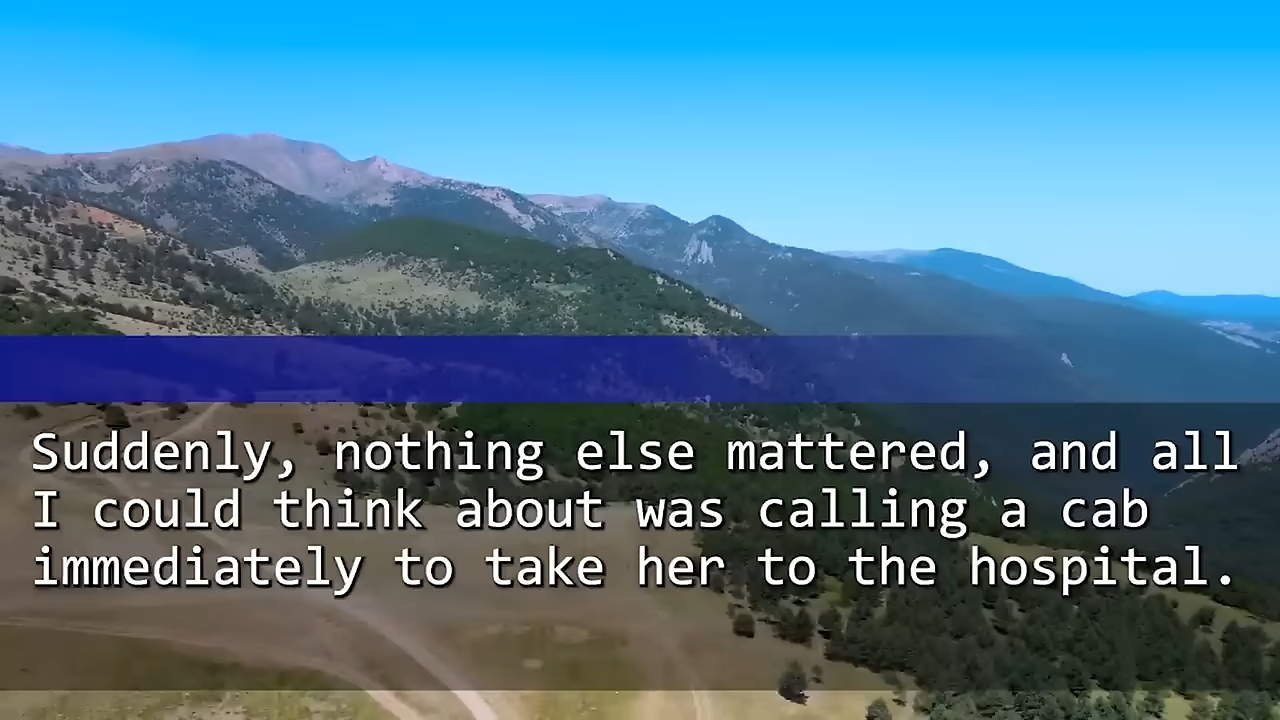 Suddenly, nothing else mattered, and all
I could think about was calling a cab
immediately to take her to the hospital.